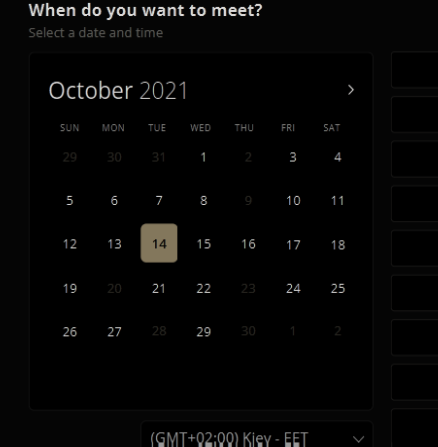 When do you want to meet?
Select a date and time
October 2021
SUN MON TUE WED THU FRI SAT
29 30 31 1 2 3 4
5 6 7 8 9 10 11
12 13 14 15 16 17 18
19 20 21 22 23 24 25
26 27 28 29 30 1 2
(GMT+02:00) Kiev - EET